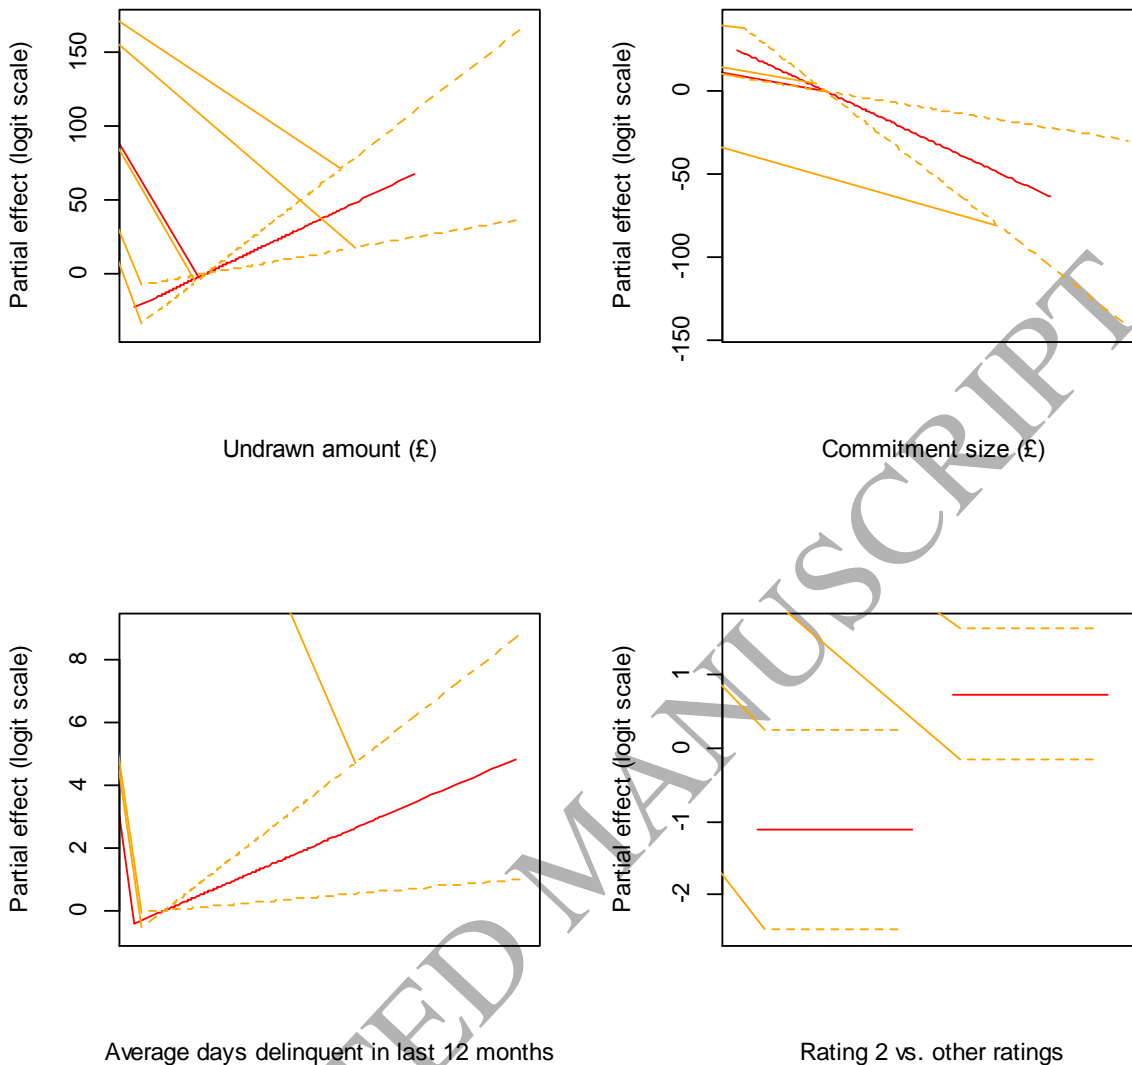 Partial effect (logit scale)
150
100
50
0
Undrawn amount (£)
Partial effect (logit scale)
0
-50
-100
-150
Commitment size (£)
Partial effect (logit scale)
8
6
4
2
0
Average days delinquent in last 12 months
Partial effect (logit scale)
1
0
-1
-2
Rating 2 vs. other ratings
TED MANUSCRIPT